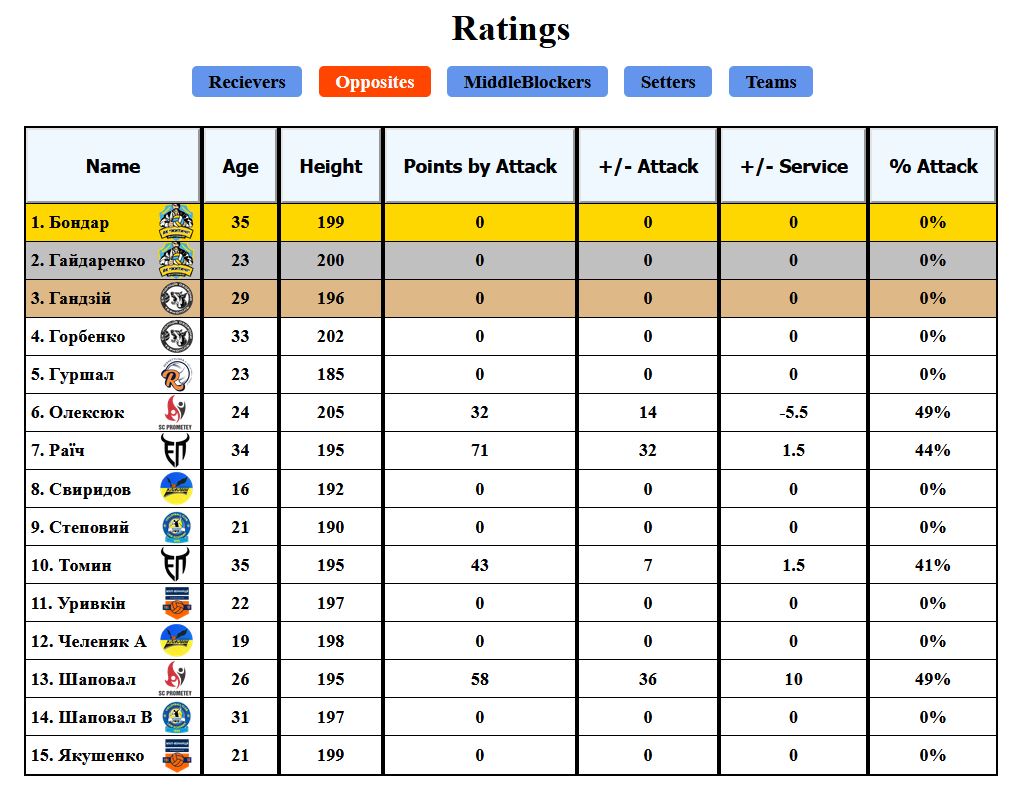 Ratings
Recievers Opposites MiddleBlockers Setters Teams
Name Age Height Points by Attack +/- Attack +/- Service % Attack
1. Бондар 35 199 0 0 0 0%
2. Гайдаренко 23 200 0 0 0 0%
3. Гандзій 29 196 0 0 0 0%
4. Горбенко 33 202 0 0 0 0%
5. Гуршал 23 185 0 0 0 0%
6. Олексюк SC PROMETEY 24 205 32 14 -5.5 49%
7. Раїч 34 195 71 32 1.5 44%
8. Свиридов 16 192 0 0 0 0%
9. Степовий 21 190 0 0 0 0%
10. Томин 35 195 43 7 1.5 41%
11. Уривкін 22 197 0 0 0 0%
12. Челеняк А 19 198 0 0 0 0%
13. Шаповал SC PROMETEY 26 195 58 36 10 49%
14. Шаповал В 31 197 0 0 0 0%
15. Якушенко 21 199 0 0 0 0%